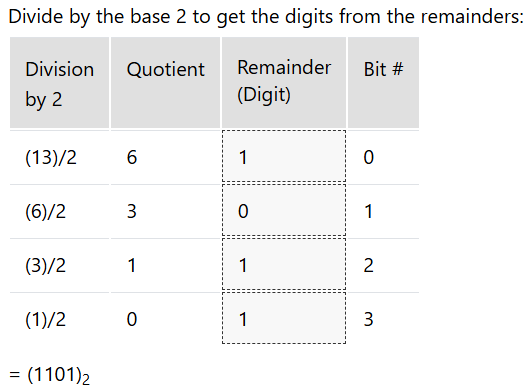 Divide by the base 2 to get the digits from the remainders:
Division by 2 Quotient Remainder (Digit) Bit #
(13)/2 6 1 0
(6)/2 3 0 1
(3)/2 1 1 2
(1)/2 0 1 3
= (1101)₂